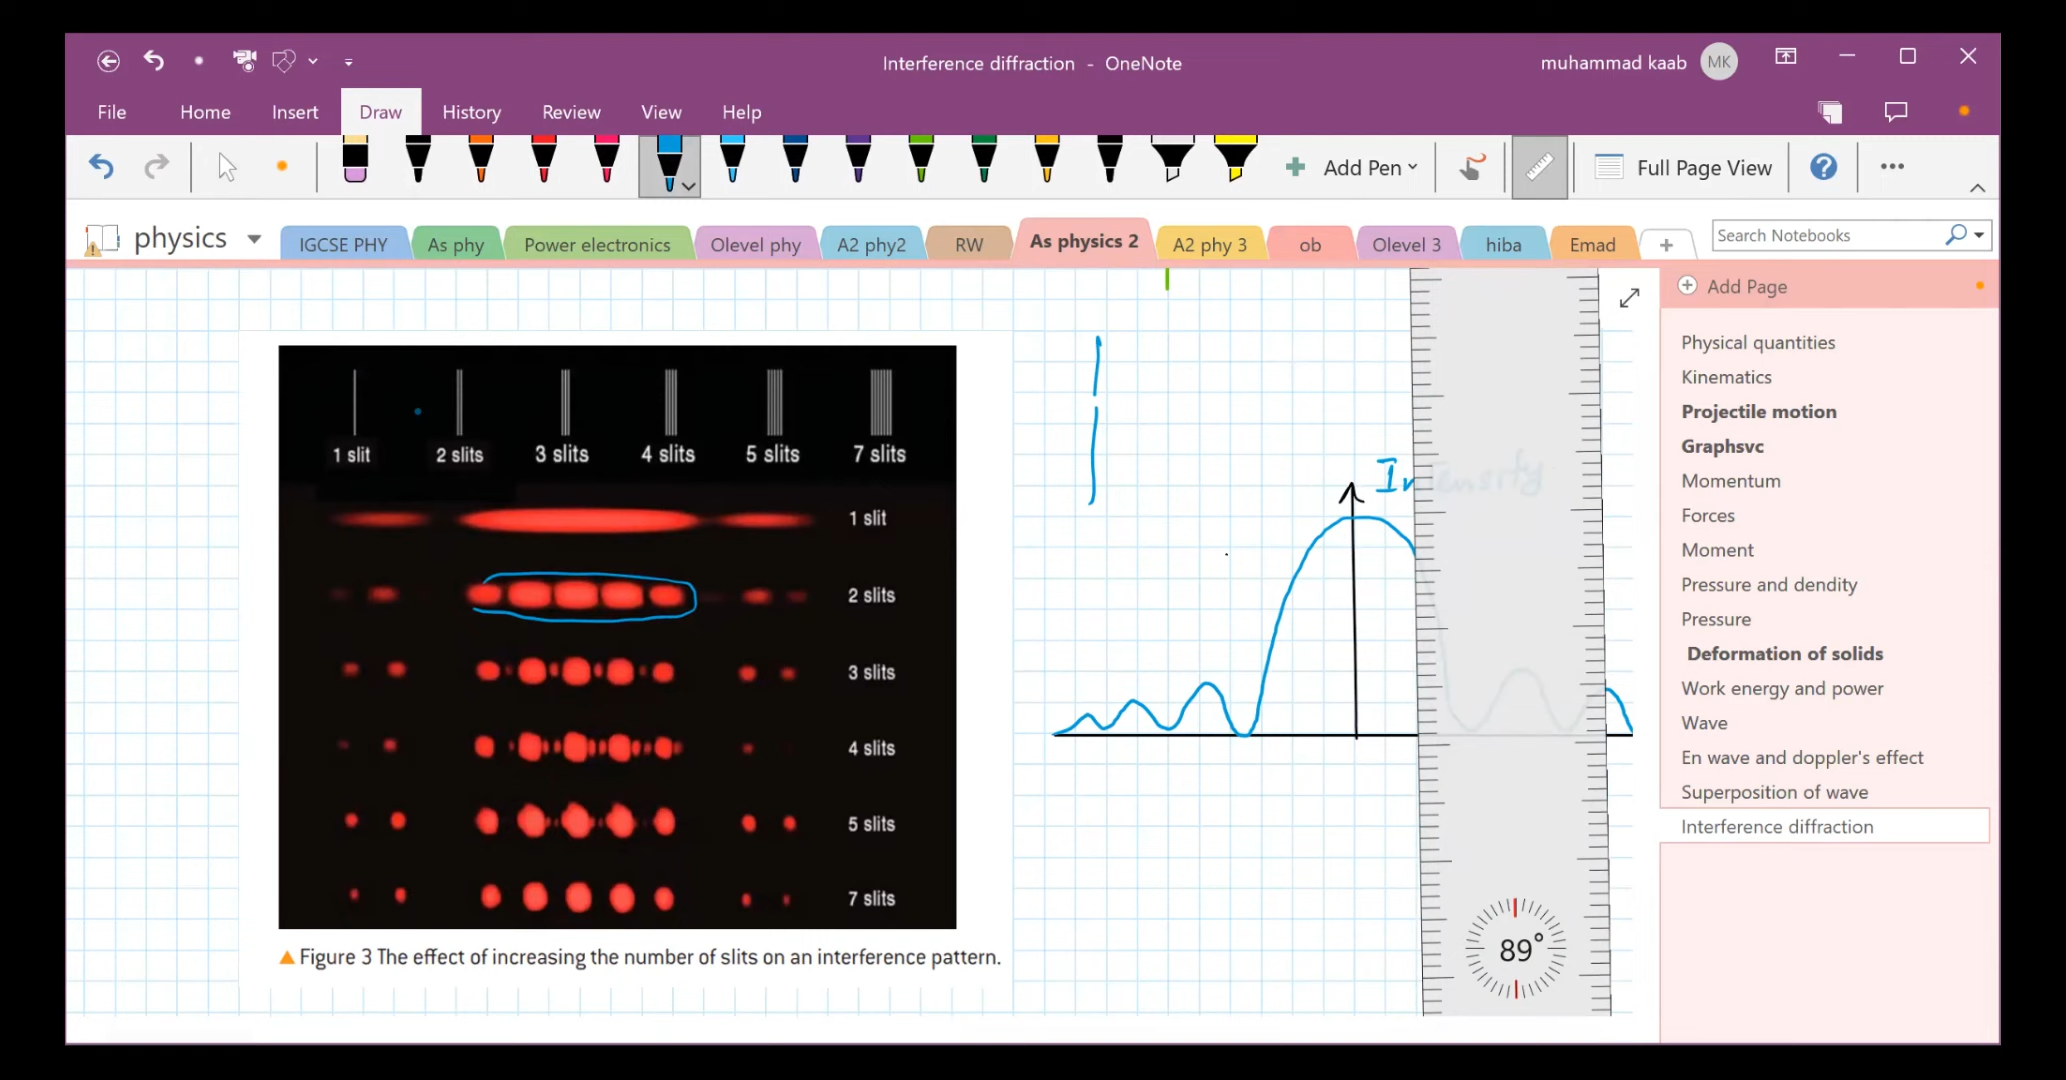 Interference diffraction - OneNote
muhammad kaab MK
File Home Insert Draw History Review View Help
Add Pen Full Page View
physics IGCSE PHY As phy Power electronics Olevel phy A2 phy2 RW As physics 2 A2 phy 3 ob Olevel 3 hiba Emad Search Notebooks
Add Page
Physical quantities
Kinematics
Projectile motion
Graphsvc
Momentum
Forces
Moment
Pressure and dendity
Pressure
Deformation of solids
Work energy and power
Wave
En wave and doppler's effect
Superposition of wave
Interference diffraction
1 slit 2 slits 3 slits 4 slits 5 slits 7 slits
1 slit
2 slits
3 slits
4 slits
5 slits
7 slits
Figure 3 The effect of increasing the number of slits on an interference pattern.
Intensity
89°